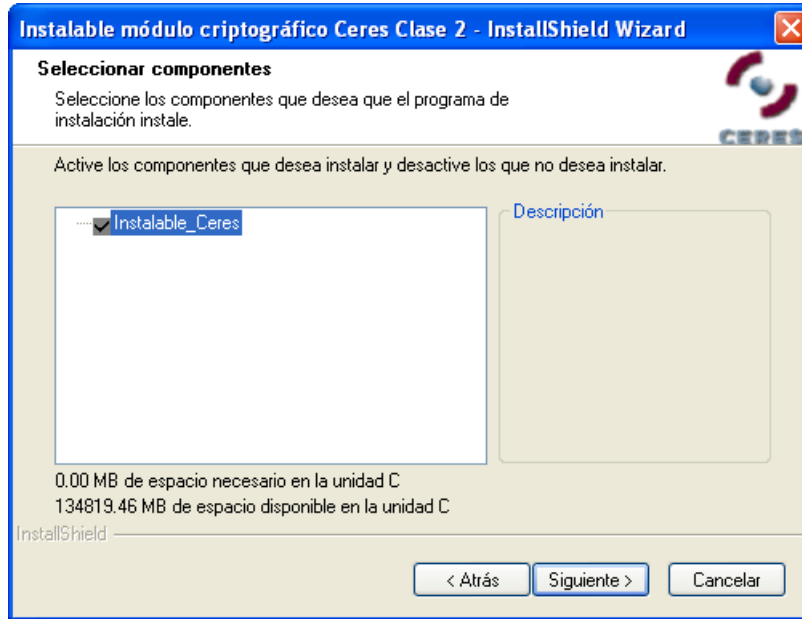 Instalable módulo criptográfico Ceres Clase 2 - InstallShield Wizard
Seleccionar componentes
Seleccione los componentes que desea que el programa de
instalación instale.
CERES
Active los componentes que desea instalar y desactive los que no desea instalar.
Instalable_Ceres
Descripción
0.00 MB de espacio necesario en la unidad C
134819.46 MB de espacio disponible en la unidad C
InstallShield
< Atrás
Siguiente >
Cancelar